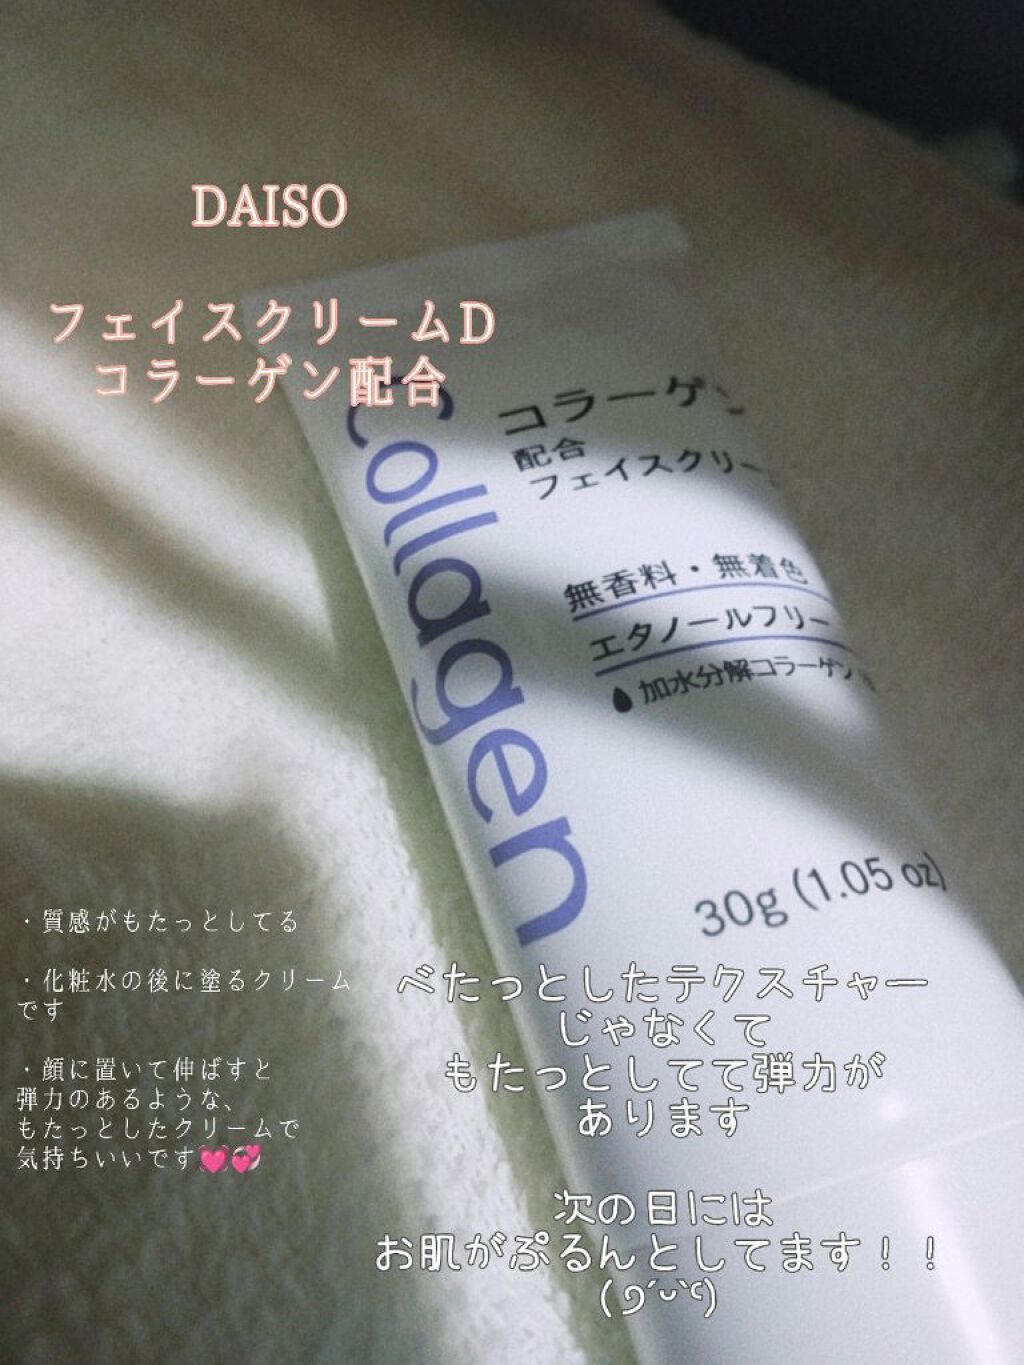 DAISO
フェイスクリームD
コラーゲン配合
Collagen
コラーゲン
配合
フェイスクリー
無香料・無着色
エタノールフリー
加水分解コラーゲン
30g (1.05 oz)
・質感がもたっとしてる
・化粧水の後に塗るクリーム
です
・顔に置いて伸ばすと
弾力のあるような、
もたっとしたクリームで
気持ちいいです💓💞
べたっとしたテクスチャー
じゃなくて
もたっとしてて弾力が
あります
次の日には
お肌がぷるんとしてます！！
(໑´ᵕ`૧)